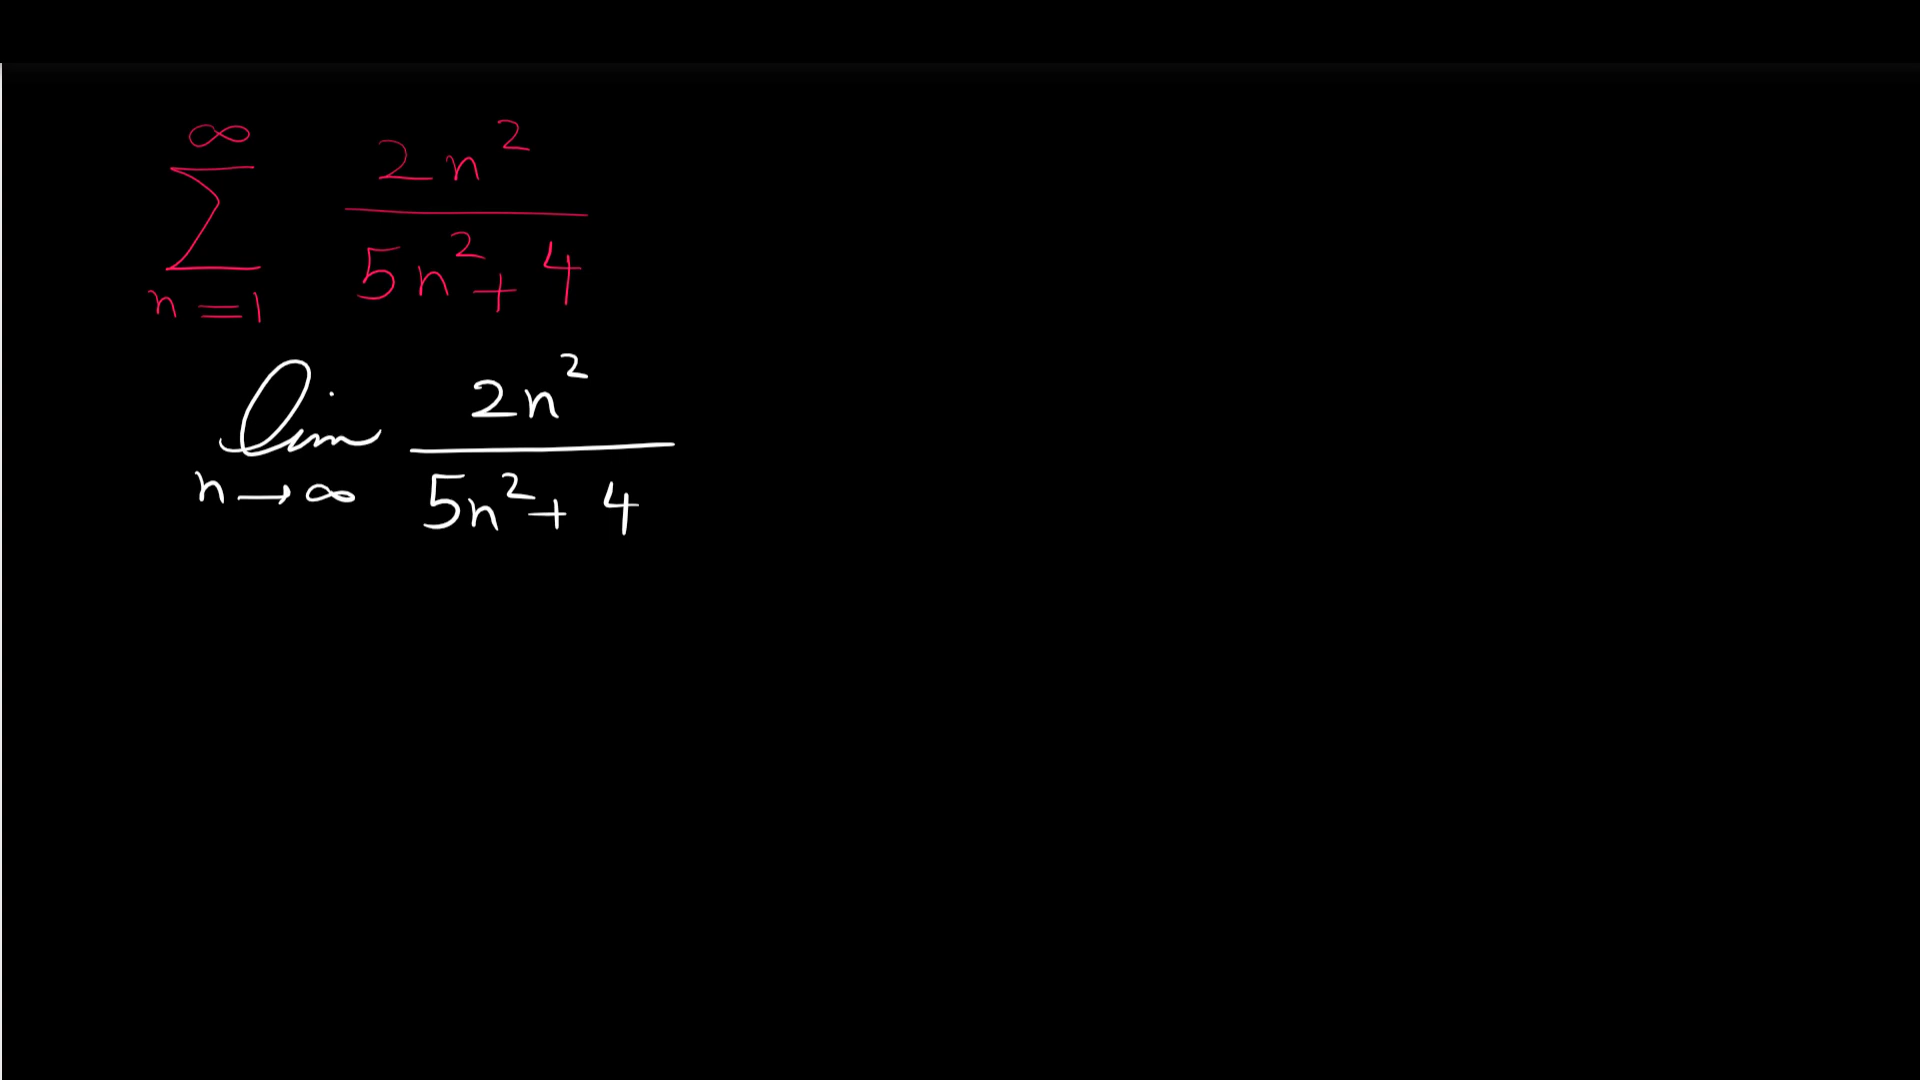 ∞
∑ 2n² / (5n² + 4)
n = 1
lim 2n² / (5n² + 4)
n → ∞